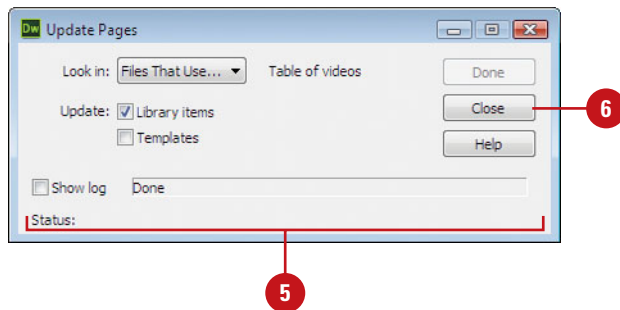 Dw Update Pages
Look in: Files That Use... Table of videos Done
Update: Library items Close 6
Templates Help
Show log Done
Status:
5